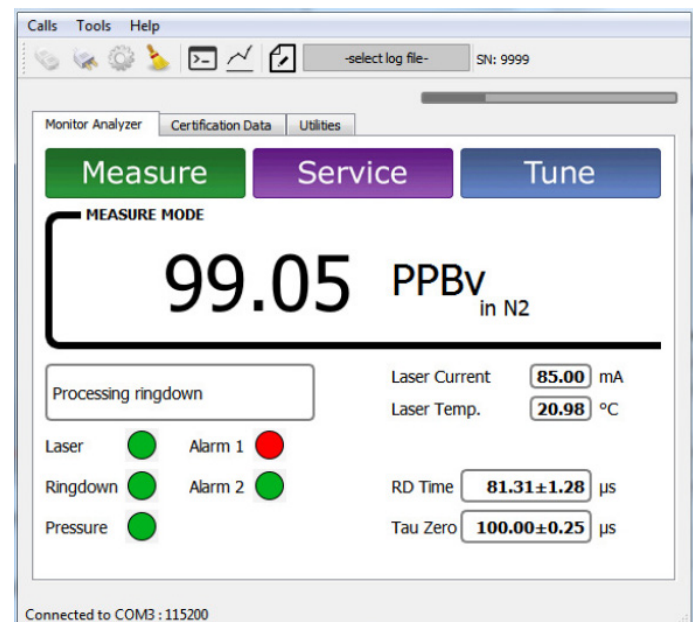 Calls Tools Help
-select log file- SN: 9999
Monitor Analyzer Certification Data Utilities
Measure Service Tune
MEASURE MODE
99.05 PPBv in N2
Processing ringdown
Laser Current 85.00 mA
Laser Temp. 20.98 °C
Laser Alarm 1
Ringdown Alarm 2 RD Time 81.31±1.28 µs
Pressure Tau Zero 100.00±0.25 µs
Connected to COM3 : 115200